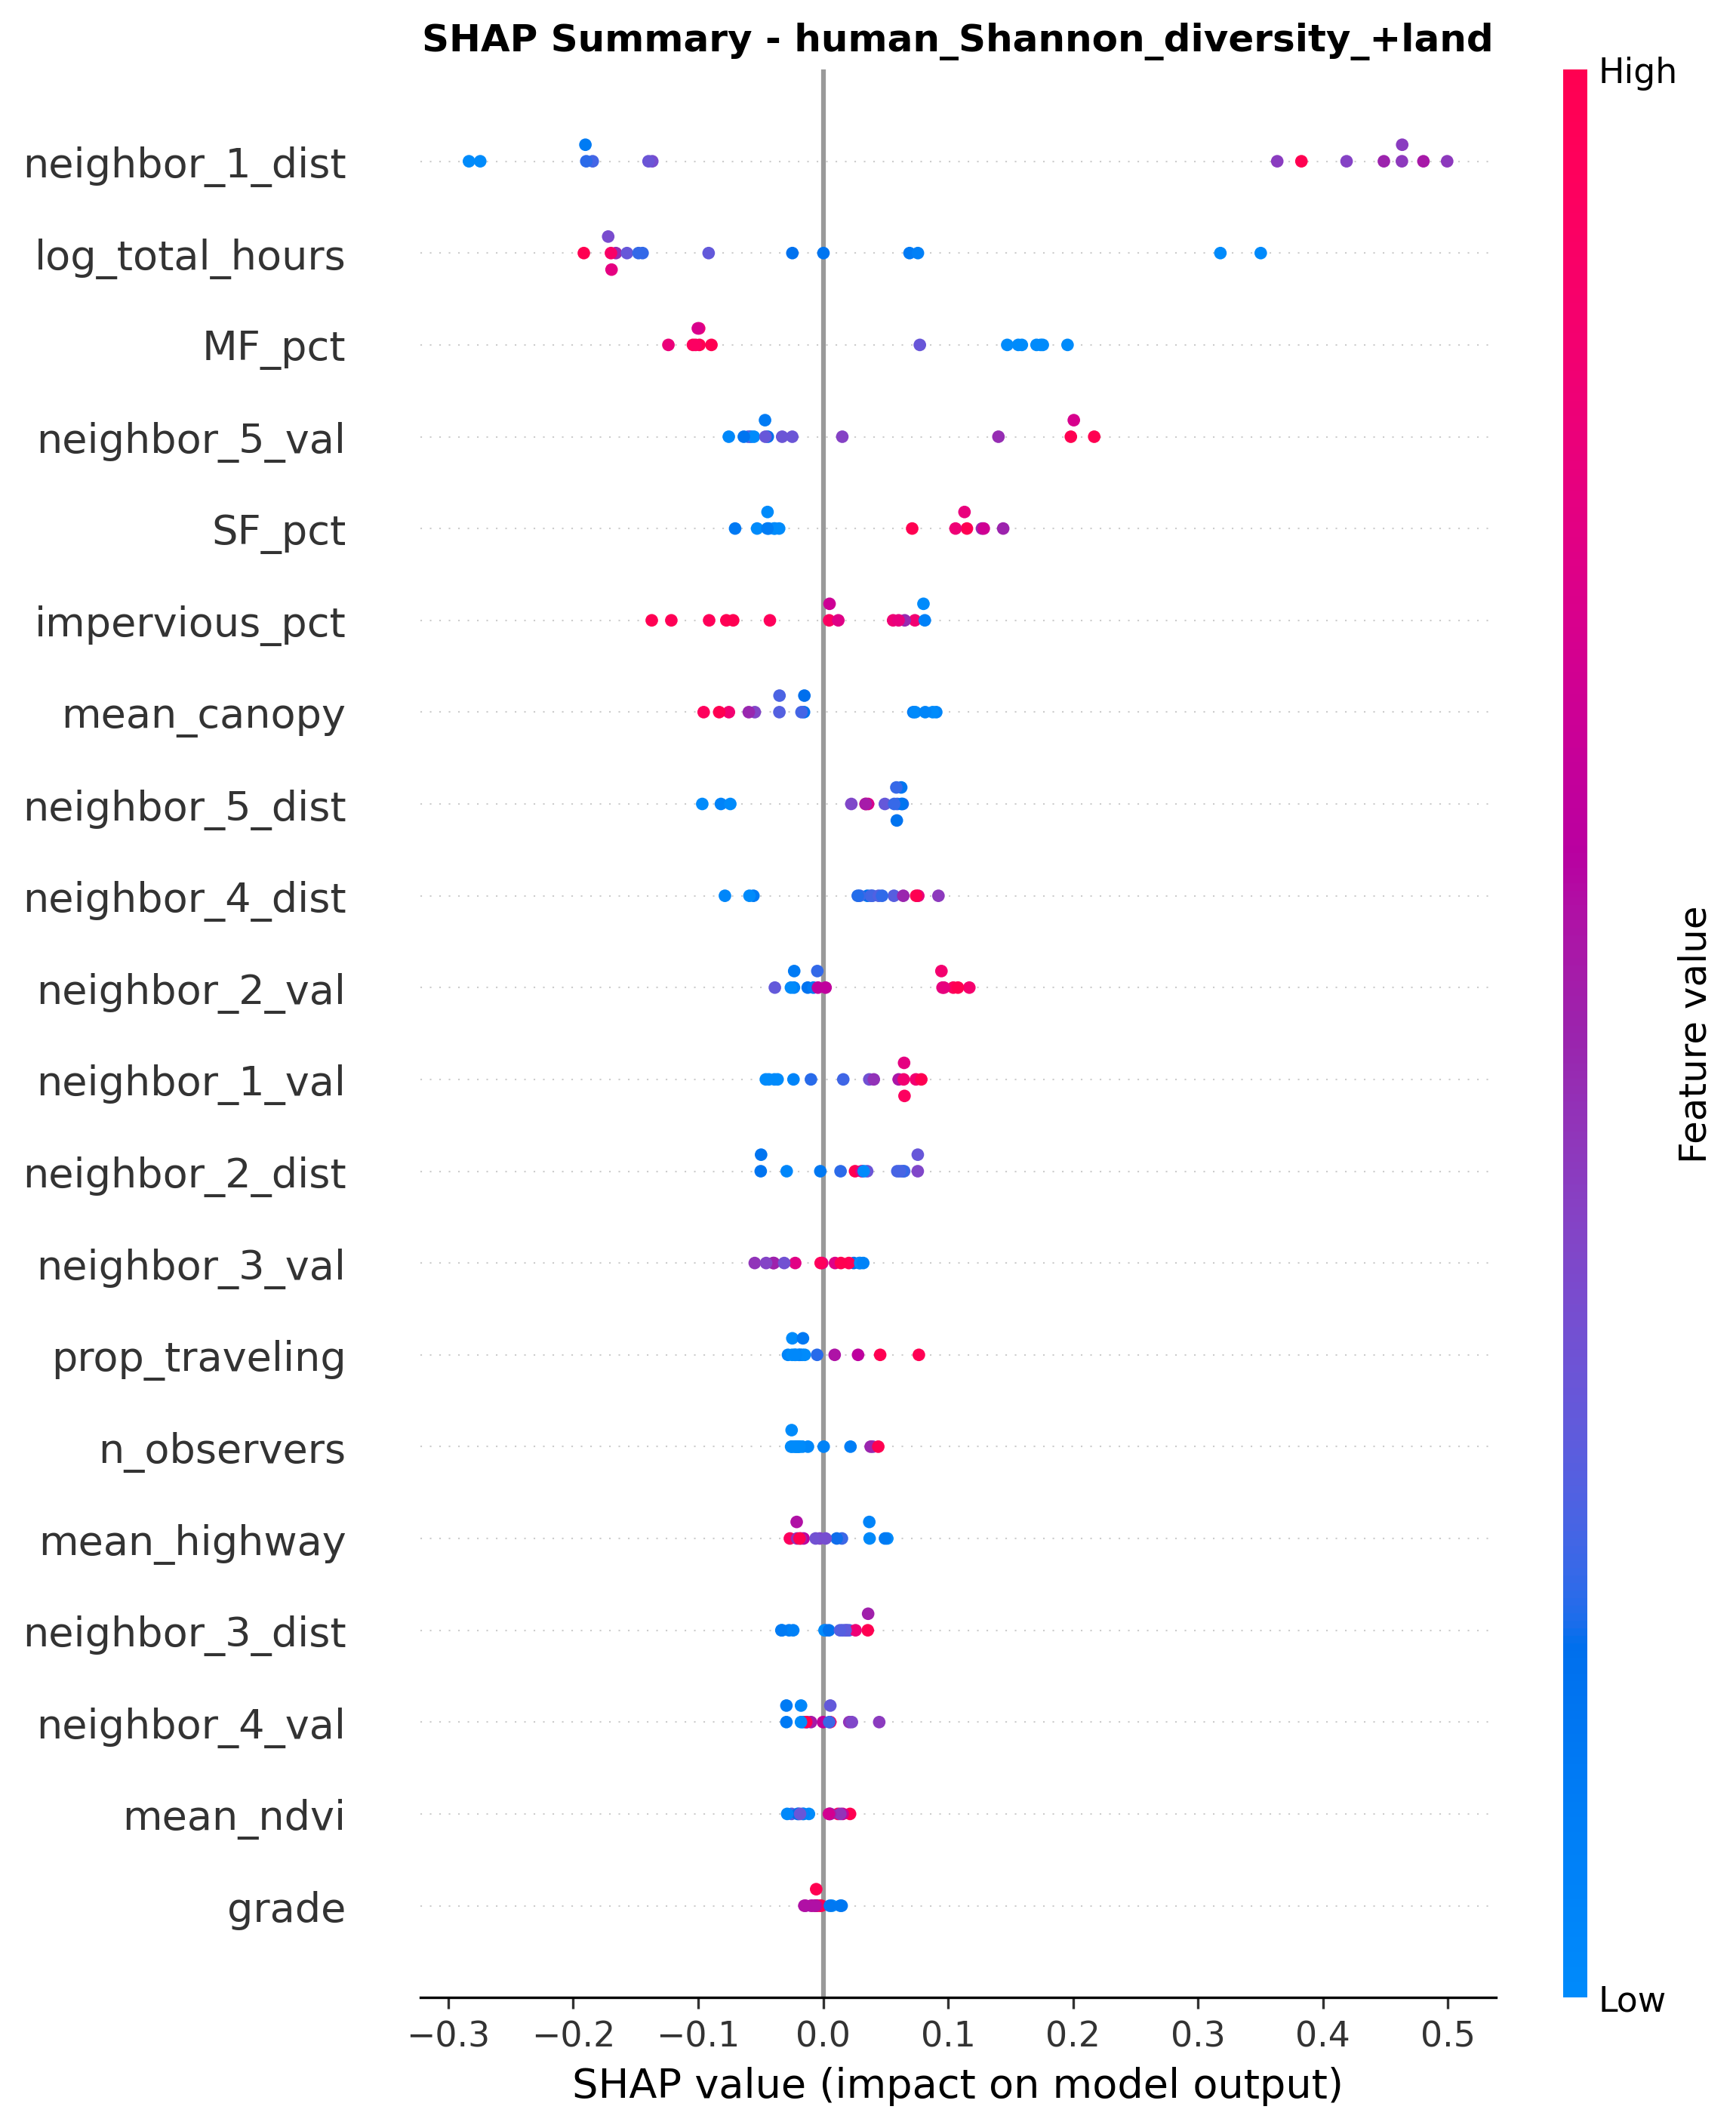 SHAP Summary - human_Shannon_diversity_+land
High
neighbor_1_dist
log_total_hours
MF_pct
neighbor_5_val
SF_pct
impervious_pct
mean_canopy
neighbor_5_dist
neighbor_4_dist
neighbor_2_val
neighbor_1_val
neighbor_2_dist
neighbor_3_val
prop_traveling
n_observers
mean_highway
neighbor_3_dist
neighbor_4_val
mean_ndvi
grade
Feature value
Low
−0.3 −0.2 −0.1 0.0 0.1 0.2 0.3 0.4 0.5
SHAP value (impact on model output)